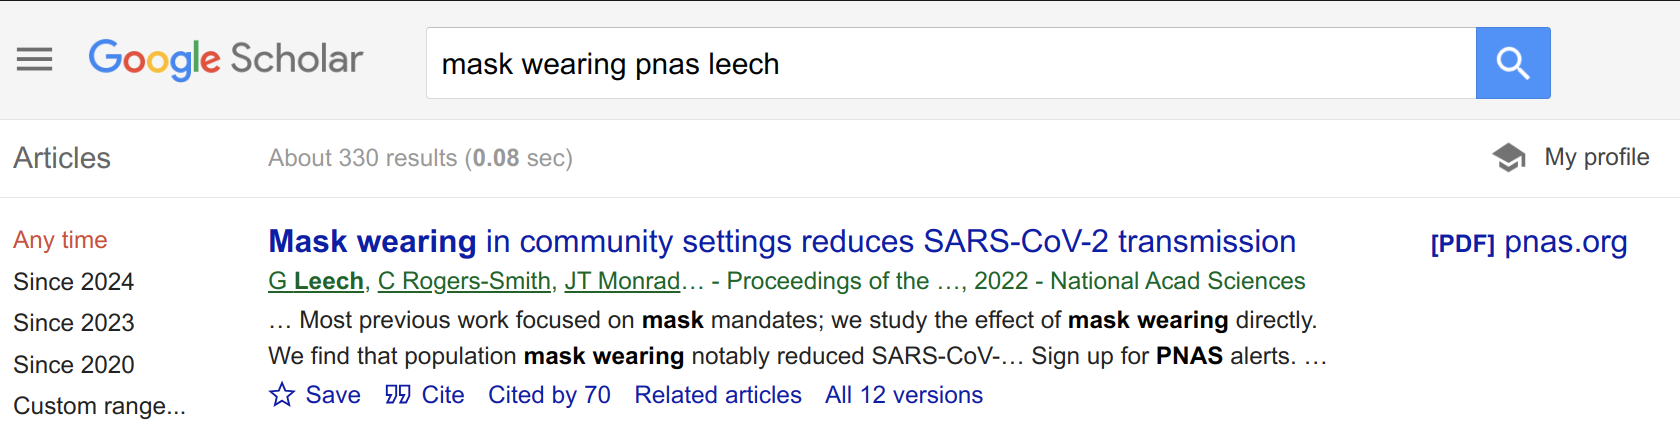 Google Scholar
mask wearing pnas leech
Articles
About 330 results (0.08 sec)
My profile
Any time
Since 2024
Since 2023
Since 2020
Custom range...
Mask wearing in community settings reduces SARS-CoV-2 transmission
[PDF] pnas.org
G Leech, C Rogers-Smith, JT Monrad… - Proceedings of the …, 2022 - National Acad Sciences
… Most previous work focused on mask mandates; we study the effect of mask wearing directly.
We find that population mask wearing notably reduced SARS-CoV-… Sign up for PNAS alerts. …
Save Cite Cited by 70 Related articles All 12 versions